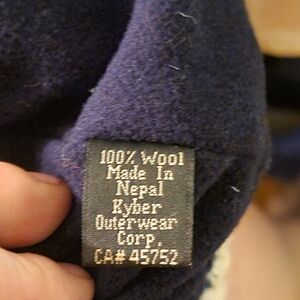 100% Wool
Made In
Nepal
Kyber
Outerwear
Corp.
CA# 45752